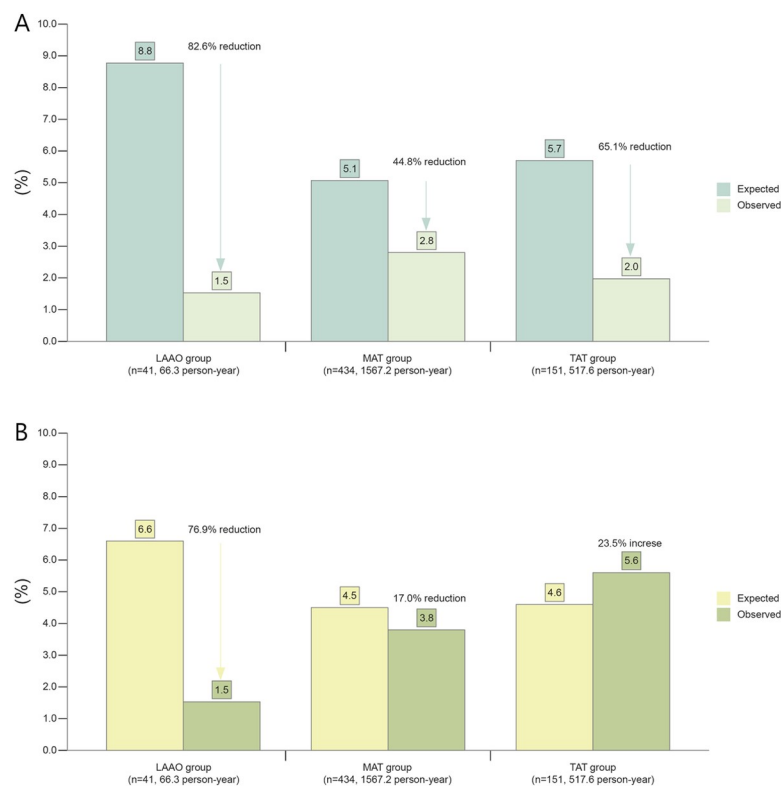 A
10.0
9.0
8.0
7.0
6.0
5.0
4.0
3.0
2.0
1.0
0.0
(%)
8.8
82.6% reduction
1.5
5.1
44.8% reduction
2.8
5.7
65.1% reduction
2.0
Expected
Observed
LAAO group
(n=41, 66.3 person-year)
MAT group
(n=434, 1567.2 person-year)
TAT group
(n=151, 517.6 person-year)
B
10.0
9.0
8.0
7.0
6.0
5.0
4.0
3.0
2.0
1.0
0.0
(%)
6.6
76.9% reduction
1.5
4.5
17.0% reduction
3.8
4.6
23.5% increse
5.6
Expected
Observed
LAAO group
(n=41, 66.3 person-year)
MAT group
(n=434, 1567.2 person-year)
TAT group
(n=151, 517.6 person-year)